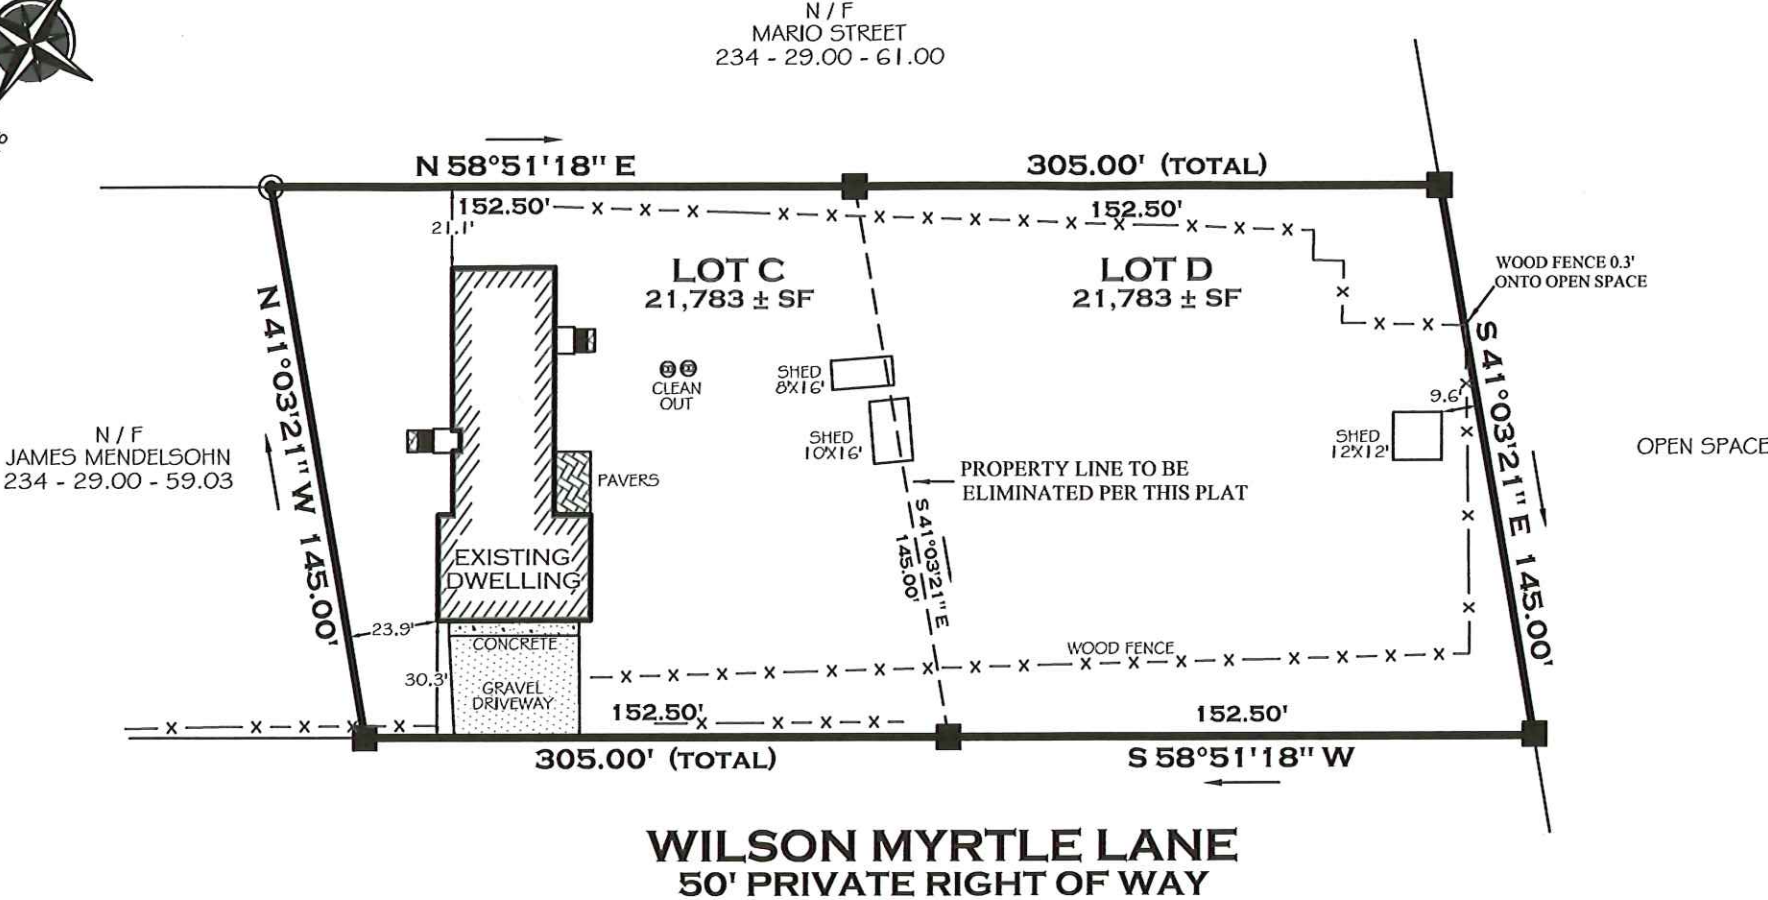 N / F
MARIO STREET
234 - 29.00 - 61.00
N 58°51'18" E
305.00' (TOTAL)
152.50'
152.50'
21.1'
LOT C
21,783 ± SF
LOT D
21,783 ± SF
WOOD FENCE 0.3'
ONTO OPEN SPACE
N 41°03'21" W 145.00'
S 41°03'21" E 145.00'
CLEAN
OUT
SHED
8'X16'
SHED
10'X16'
9.6'
SHED
12'X12'
N / F
JAMES MENDELSOHN
234 - 29.00 - 59.03
OPEN SPACE
PAVERS
PROPERTY LINE TO BE
ELIMINATED PER THIS PLAT
S 41°03'21" E
145.00'
EXISTING
DWELLING
23.9'
CONCRETE
WOOD FENCE
30.3'
GRAVEL
DRIVEWAY
152.50'
152.50'
305.00' (TOTAL)
S 58°51'18" W
WILSON MYRTLE LANE
50' PRIVATE RIGHT OF WAY